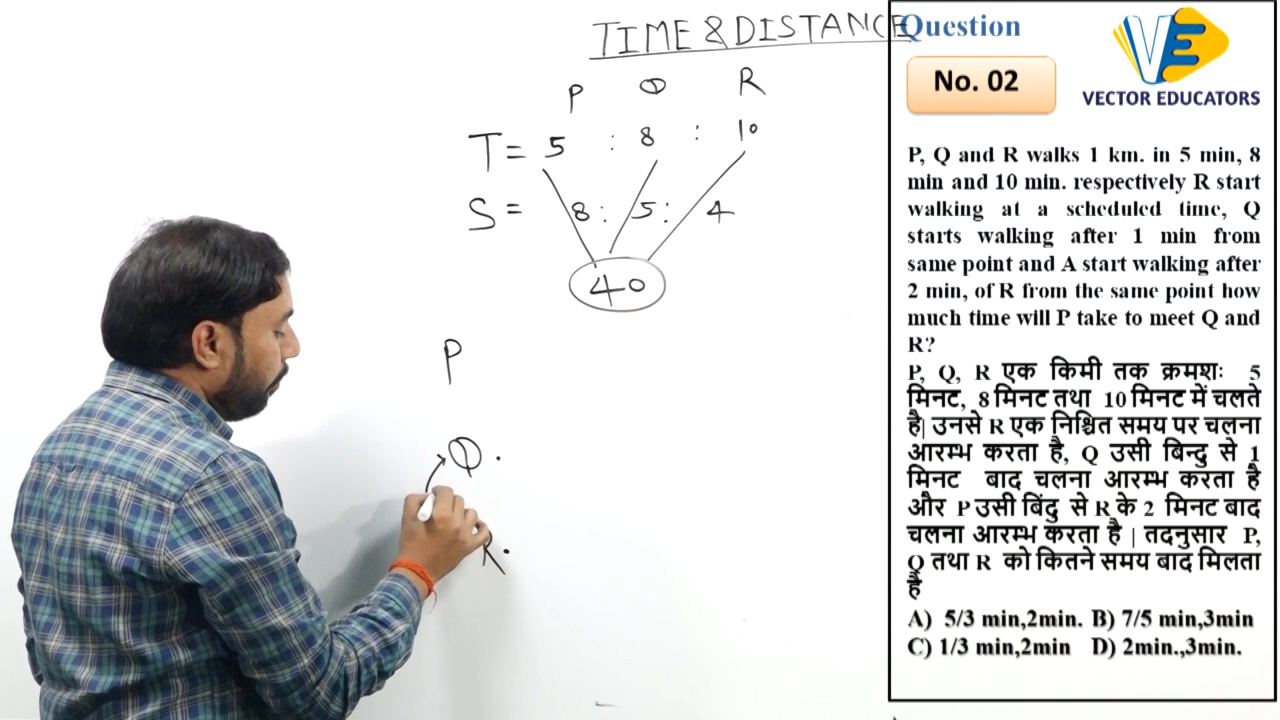 TIME & DISTANCE
P Q R
T = 5 : 8 : 10
S = 8 : 5 : 4
40
P
Q.
R.
Question
No. 02
VE
VECTOR EDUCATORS
P, Q and R walks 1 km. in 5 min, 8
min and 10 min. respectively R start
walking at a scheduled time, Q
starts walking after 1 min from
same point and A start walking after
2 min, of R from the same point how
much time will P take to meet Q and
R?
P, Q, R एक किमी तक क्रमशः 5
मिनट, 8 मिनट तथा 10 मिनट में चलते
है| उनसे R एक निश्चित समय पर चलना
आरम्भ करता है, Q उसी बिन्दु से 1
मिनट बाद चलना आरम्भ करता है
और P उसी बिंदु से R के 2 मिनट बाद
चलना आरम्भ करता है | तदनुसार P,
Q तथा R को कितने समय बाद मिलता
है
A) 5/3 min,2min. B) 7/5 min,3min
C) 1/3 min,2min D) 2min.,3min.